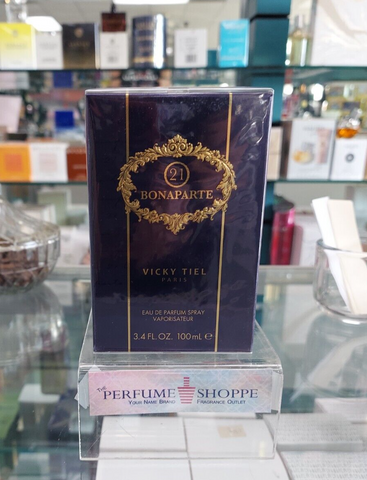 21
BONAPARTE
VICKY TIEL
PARIS
EAU DE PARFUM SPRAY
VAPORISATEUR
3.4 FL.OZ. 100mL e
The PERFUME SHOPPE
YOUR NAME BRAND FRAGRANCE OUTLET